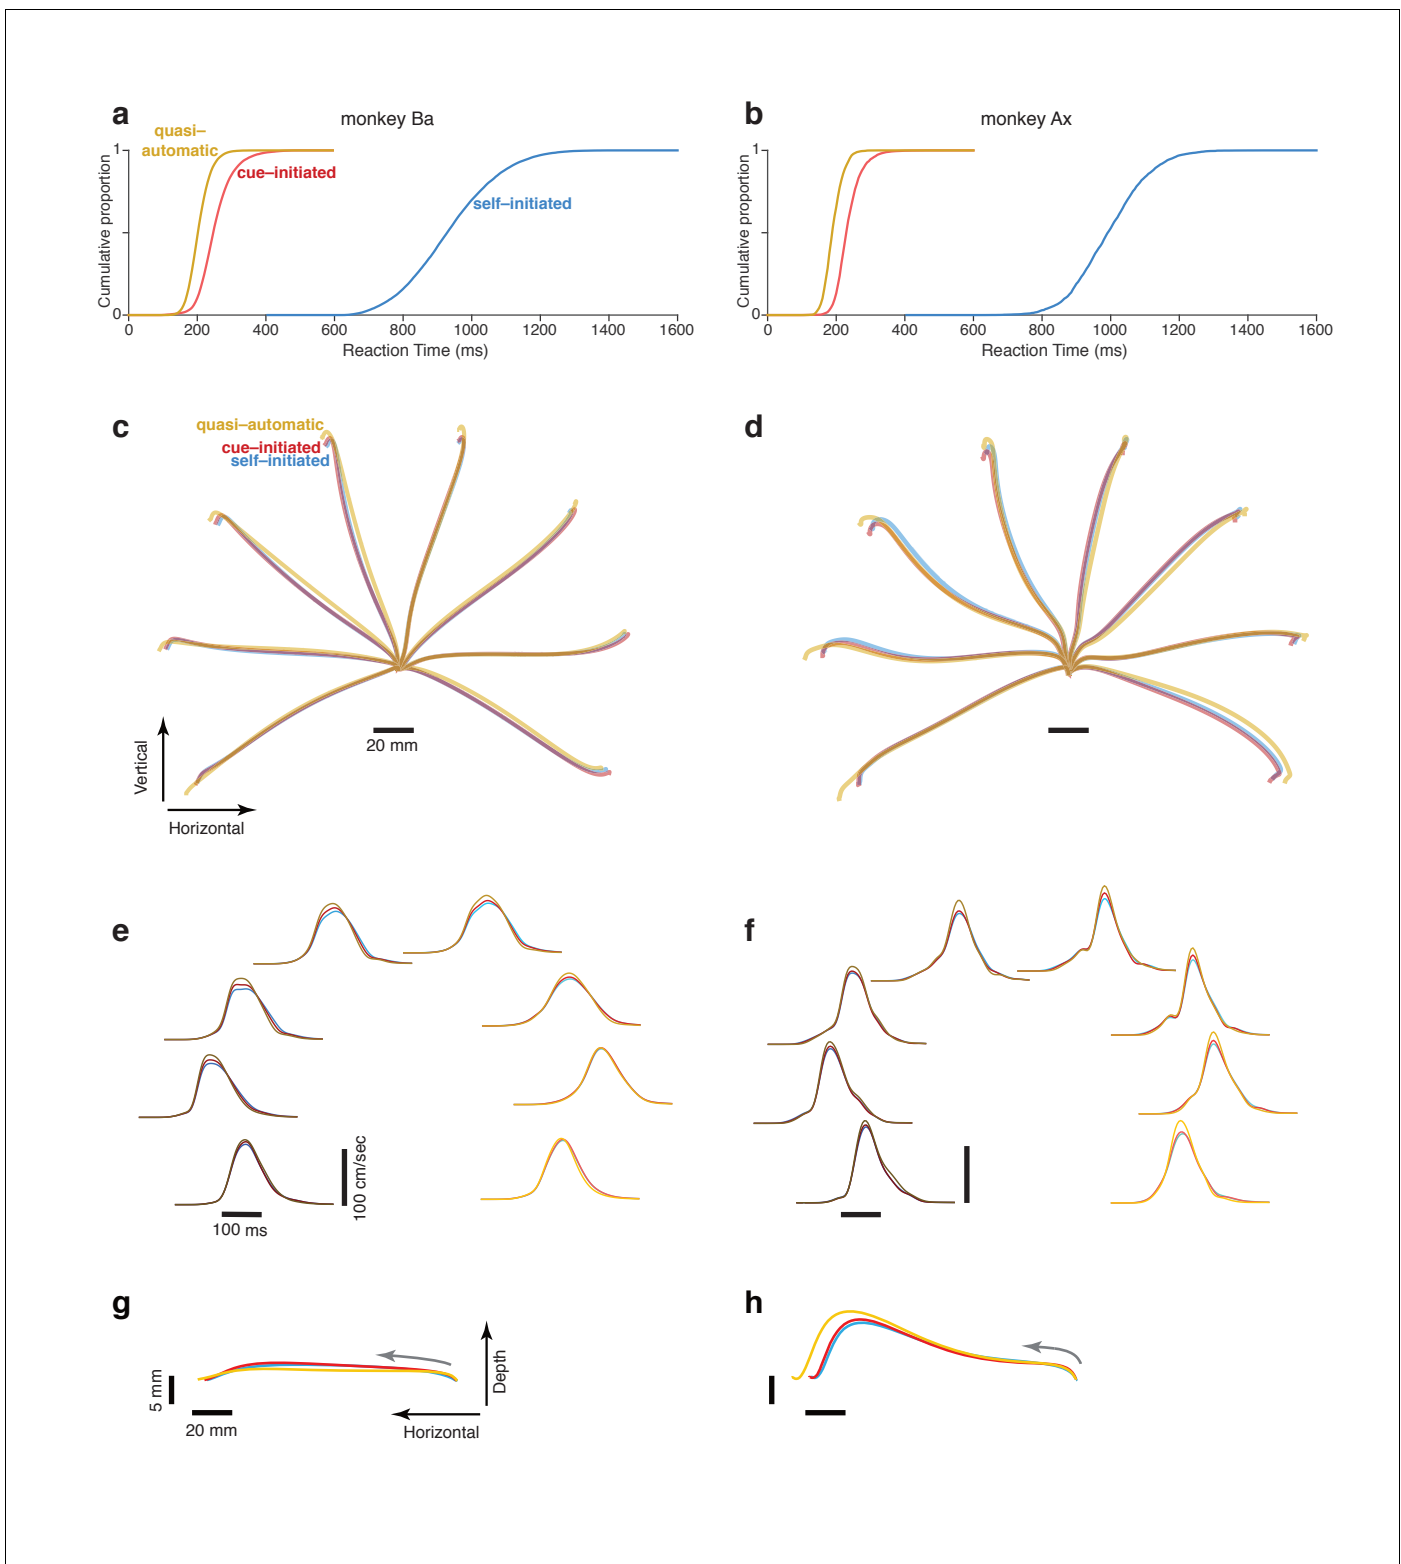 a
monkey Ba
quasi–
automatic
cue–initiated
self–initiated
1
0
Cumulative proportion
0 200 400 600 800 1000 1200 1400 1600
Reaction Time (ms)
b
monkey Ax
1
0
Cumulative proportion
0 200 400 600 800 1000 1200 1400 1600
Reaction Time (ms)
c
quasi–automatic
cue–initiated
self–initiated
20 mm
Vertical
Horizontal
d
e
100 cm/sec
100 ms
f
g
5 mm
20 mm
Depth
Horizontal
h